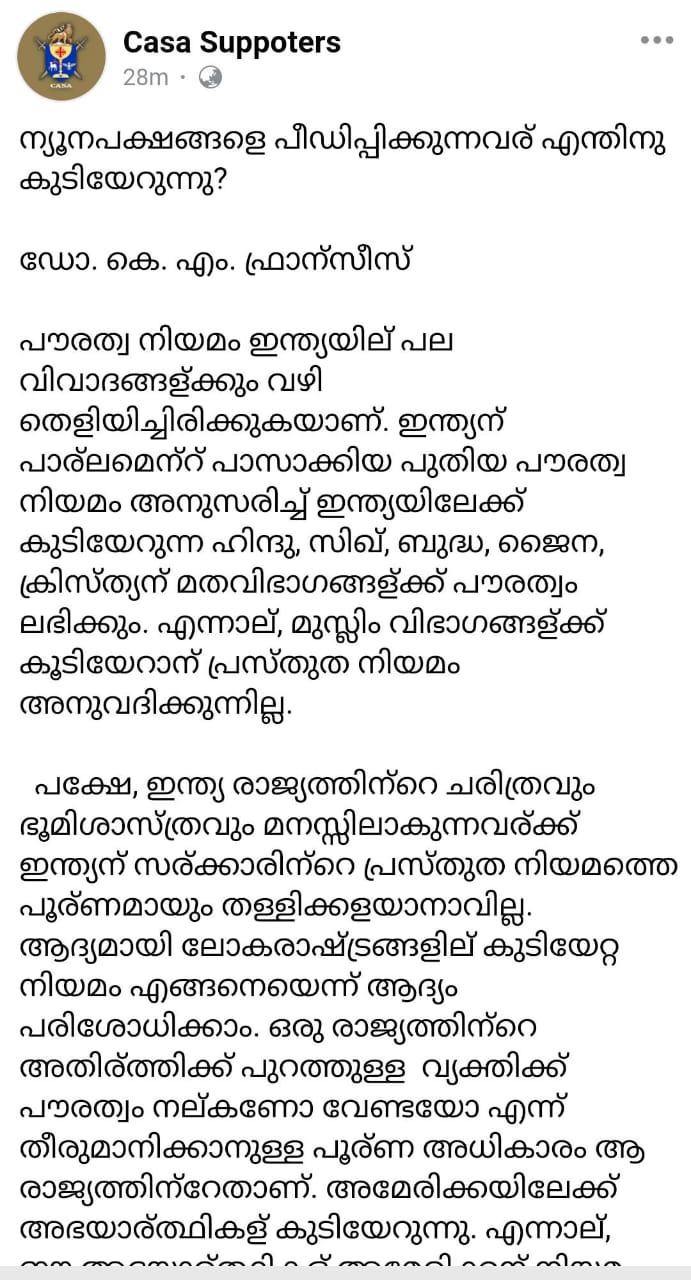 Casa Suppoters
28m ·
CASA
ന്യൂനപക്ഷങ്ങളെ പീഡിപ്പിക്കുന്നവര് എന്തിനു
കുടിയേറുന്നു?
ഡോ. കെ. എം. ഫ്രാന്സീസ്
പൗരത്വ നിയമം ഇന്ത്യയില് പല
വിവാദങ്ങള്ക്കും വഴി
തെളിയിച്ചിരിക്കുകയാണ്. ഇന്ത്യന്
പാര്ലമെന്റ് പാസാക്കിയ പുതിയ പൗരത്വ
നിയമം അനുസരിച്ച് ഇന്ത്യയിലേക്ക്
കുടിയേറുന്ന ഹിന്ദു, സിഖ്, ബുദ്ധ, ജൈന,
ക്രിസ്ത്യന് മതവിഭാഗങ്ങള്ക്ക് പൗരത്വം
ലഭിക്കും. എന്നാല്, മുസ്ലിം വിഭാഗങ്ങള്ക്ക്
കൂടിയേറാന് പ്രസ്തുത നിയമം
അനുവദിക്കുന്നില്ല.
പക്ഷേ, ഇന്ത്യ രാജ്യത്തിന്റെ ചരിത്രവും
ഭൂമിശാസ്ത്രവും മനസ്സിലാകുന്നവര്ക്ക്
ഇന്ത്യന് സര്ക്കാരിന്റെ പ്രസ്തുത നിയമത്തെ
പൂര്ണമായും തള്ളിക്കളയാനാവില്ല.
ആദ്യമായി ലോകരാഷ്ട്രങ്ങളില് കുടിയേറ്റ
നിയമം എങ്ങനെയെന്ന് ആദ്യം
പരിശോധിക്കാം. ഒരു രാജ്യത്തിന്റെ
അതിര്ത്തിക്ക് പുറത്തുള്ള വ്യക്തിക്ക്
പൗരത്വം നല്കണോ വേണ്ടയോ എന്ന്
തീരുമാനിക്കാനുള്ള പൂര്ണ അധികാരം ആ
രാജ്യത്തിന്റേതാണ്. അമേരിക്കയിലേക്ക്
അഭയാര്ത്ഥികള് കുടിയേറുന്നു. എന്നാല്,